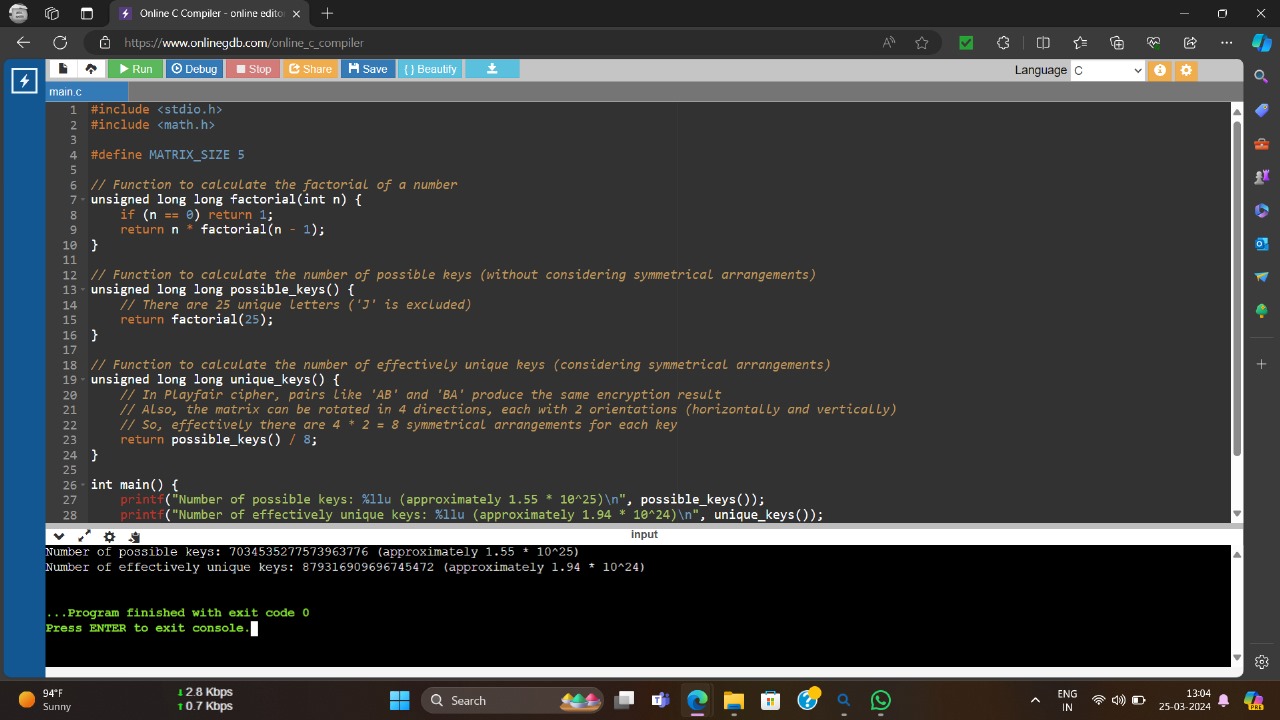 Online C Compiler - online edito
https://www.onlinegdb.com/online_c_compiler
Run
Debug
Stop
Share
Save
{ } Beautify
Language C
main.c
1 #include <stdio.h>
2 #include <math.h>
3
4 #define MATRIX_SIZE 5
5
6 // Function to calculate the factorial of a number
7 unsigned long long factorial(int n) {
8 if (n == 0) return 1;
9 return n * factorial(n - 1);
10 }
11
12 // Function to calculate the number of possible keys (without considering symmetrical arrangements)
13 unsigned long long possible_keys() {
14 // There are 25 unique letters ('J' is excluded)
15 return factorial(25);
16 }
17
18 // Function to calculate the number of effectively unique keys (considering symmetrical arrangements)
19 unsigned long long unique_keys() {
20 // In Playfair cipher, pairs like 'AB' and 'BA' produce the same encryption result
21 // Also, the matrix can be rotated in 4 directions, each with 2 orientations (horizontally and vertically)
22 // So, effectively there are 4 * 2 = 8 symmetrical arrangements for each key
23 return possible_keys() / 8;
24 }
25
26 int main() {
27 printf("Number of possible keys: %llu (approximately 1.55 * 10^25)\n", possible_keys());
28 printf("Number of effectively unique keys: %llu (approximately 1.94 * 10^24)\n", unique_keys());
input
Number of possible keys: 7034535277573963776 (approximately 1.55 * 10^25)
Number of effectively unique keys: 879316909696745472 (approximately 1.94 * 10^24)
...Program finished with exit code 0
Press ENTER to exit console.
94°F
Sunny
2.8 Kbps
0.7 Kbps
Search
ENG
IN
13:04
25-03-2024
PRE